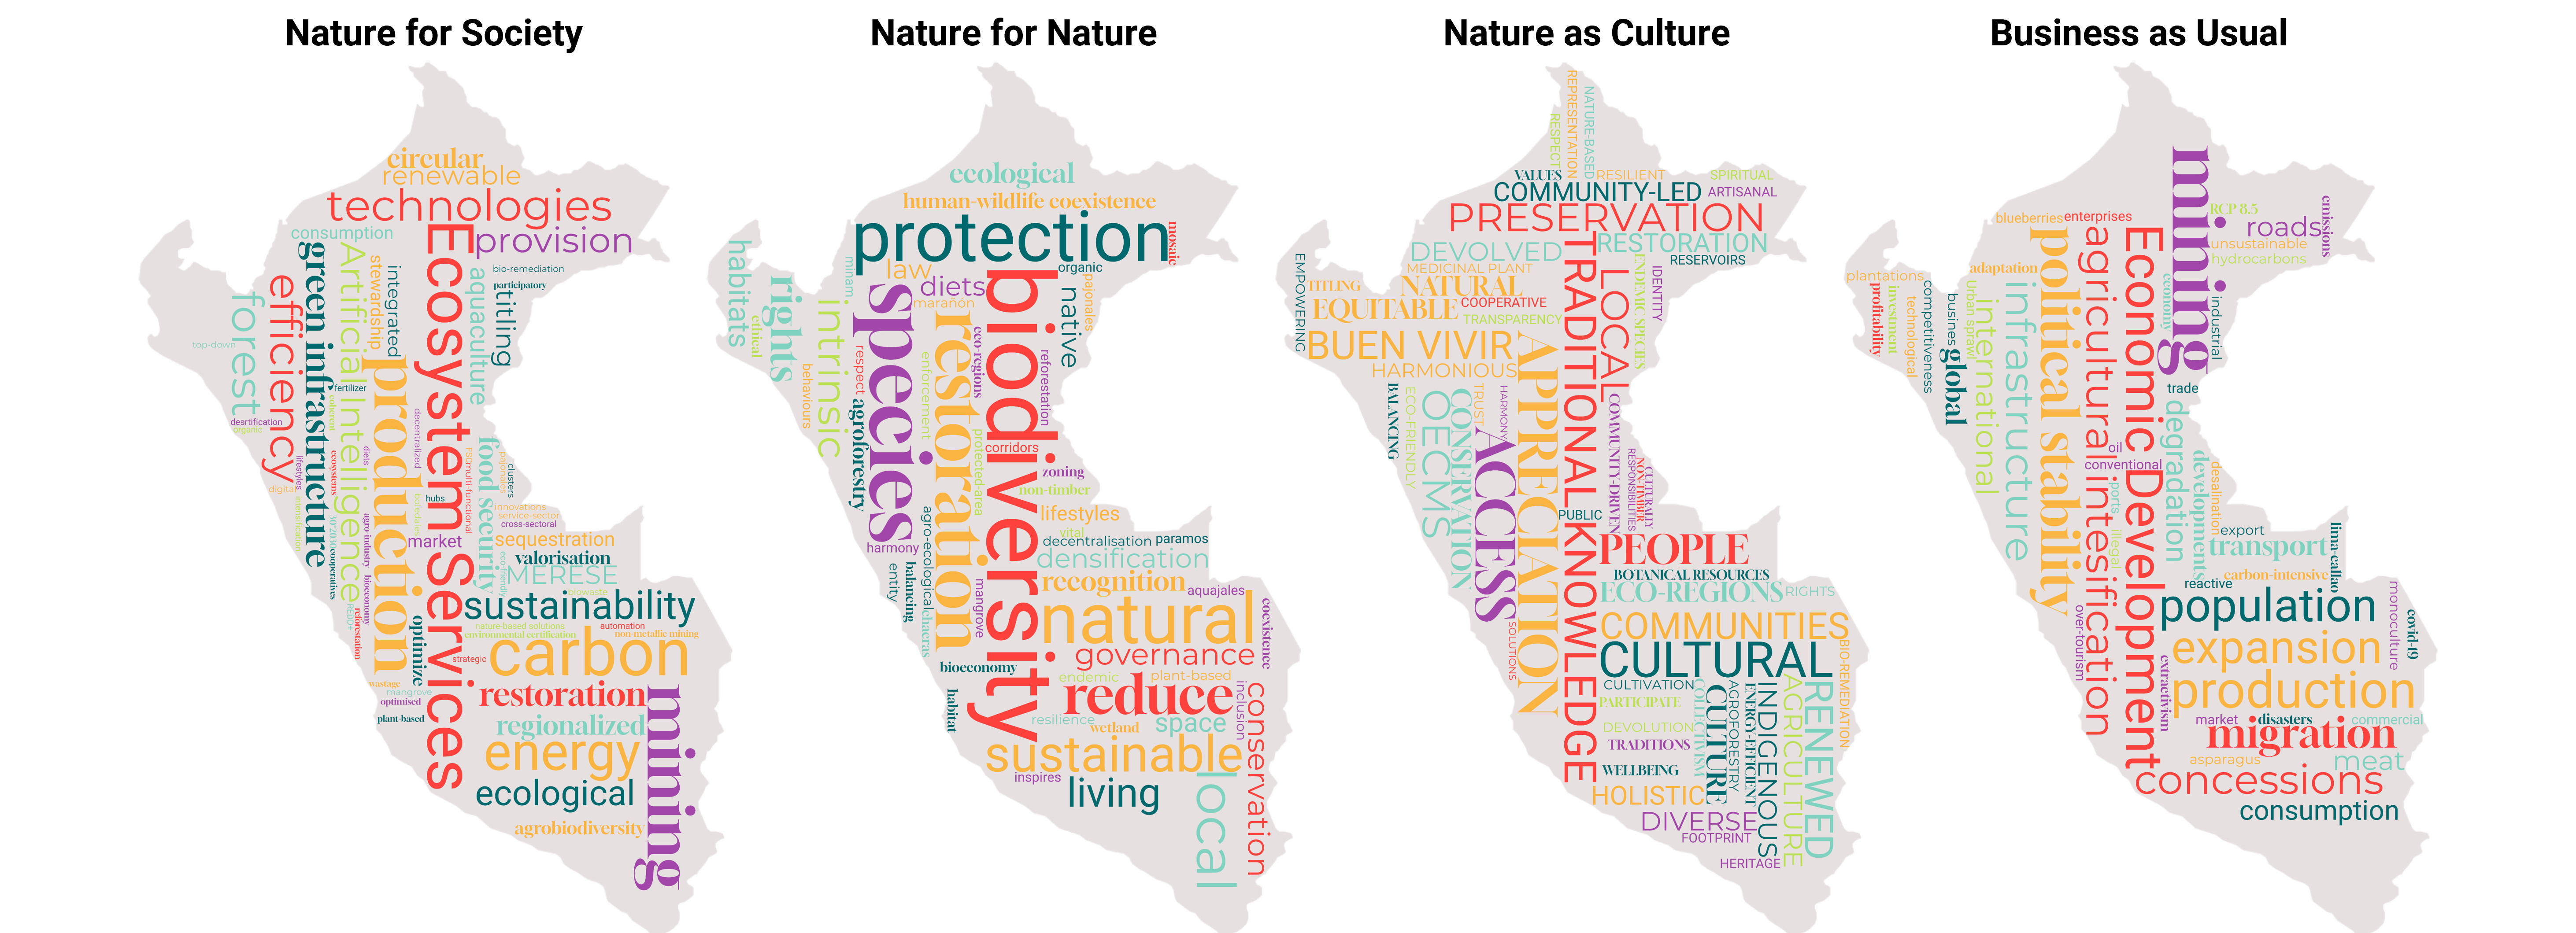 Nature for Society
circular
renewable
technologies
consumption
provision
Ecosystem Services
green infrastructure
Artificial Intelligence
stewardship
integrated
aquaculture
bio-remediation
participatory
titling
efficiency
forest
top-down
production
fertilizer
decentralized
desrtification
organic
diets
lifestyles
ecosystems
digital
food security
clusters
multi-functional
hubs
innovations
service-sector
cross-sectoral
market
sequestration
agro-industry
valorisation
MERESE
cooperatives
bioeconomy
sustainability
reforestation
optimize
nature-based solutions
automation
environmental certification
non-metallic mining
strategic
carbon
wastage
mangrove
optimised
plant-based
restoration
regionalized
energy
mining
ecological
agrobiodiversity
Nature for Nature
ecological
human-wildlife coexistence
protection
mosaic
habitats
minam
law
organic
rights
ethical
intrinsic
behaviours
species
diets
marañón
biodiversity
native
pajonales
respect
restoration
eco-regions
enforcement
reforestation
agroforestry
protected-area
corridors
zoning
non-timber
lifestyles
vital
decentralisation
paramos
harmony
agro-ecological
densification
entity
balancing
mangrove
recognition
aquajales
natural
coexistence
chacras
governance
bioeconomy
endemic
plant-based
reduce
habitat
inclusion
conservation
resilience
space
wetland
sustainable
inspires
living
local
Nature as Culture
REPRESENTATION
NATURE-BASED
RESPECT
VALUES
RESILIENT
SPIRITUAL
COMMUNITY-LED
ARTISANAL
PRESERVATION
DEVOLVED
RESTORATION
RESERVOIRS
EMPOWERING
MEDICINAL PLANT
TITLING
NATURAL
EQUITABLE
COOPERATIVE
TRANSPARENCY
TRADITIONAL KNOWLEDGE
LOCAL
ENDEMIC SPECIES
IDENTITY
BUEN VIVIR
HARMONIOUS
APPRECIATION
BALANCING
ECO-FRIENDLY
OECMS
CONSERVATION
TRUST
HARMONY
ACCESS
COMMUNITY-DRIVEN
RESPONSIBILITIES
NON-TIMBER
CULTURALLY
PUBLIC
PEOPLE
BOTANICAL RESOURCES
ECO-REGIONS
RIGHTS
COMMUNITIES
SOLUTIONS
CULTURAL
BIO-REMEDIATION
CULTIVATION
PARTICIPATE
COLLECTIVISM
CULTURE
AGROFORESTRY
ENERGY-EFFICIENT
INDIGENOUS
AGRICULTURE
RENEWED
DEVOLUTION
TRADITIONS
WELLBEING
HOLISTIC
DIVERSE
FOOTPRINT
HERITAGE
Business as Usual
mining
blueberries
enterprises
RCP 8.5
emissions
roads
unsustainable
hydrocarbons
political stability
agricultural intesification
Economic Development
plantations
adaptation
profitability
investment
technological
competitiveness
business
global
Urban sprawl
international
infrastructure
economy
industrial
trade
degradation
oil
conventional
developments
desalination
ports
illegal
export
transport
lima-callao
carbon-intensive
reactive
population
monoculture
covid-19
over-tourism
expansion
extractivism
production
market
disasters
commercial
migration
asparagus
meat
concessions
consumption